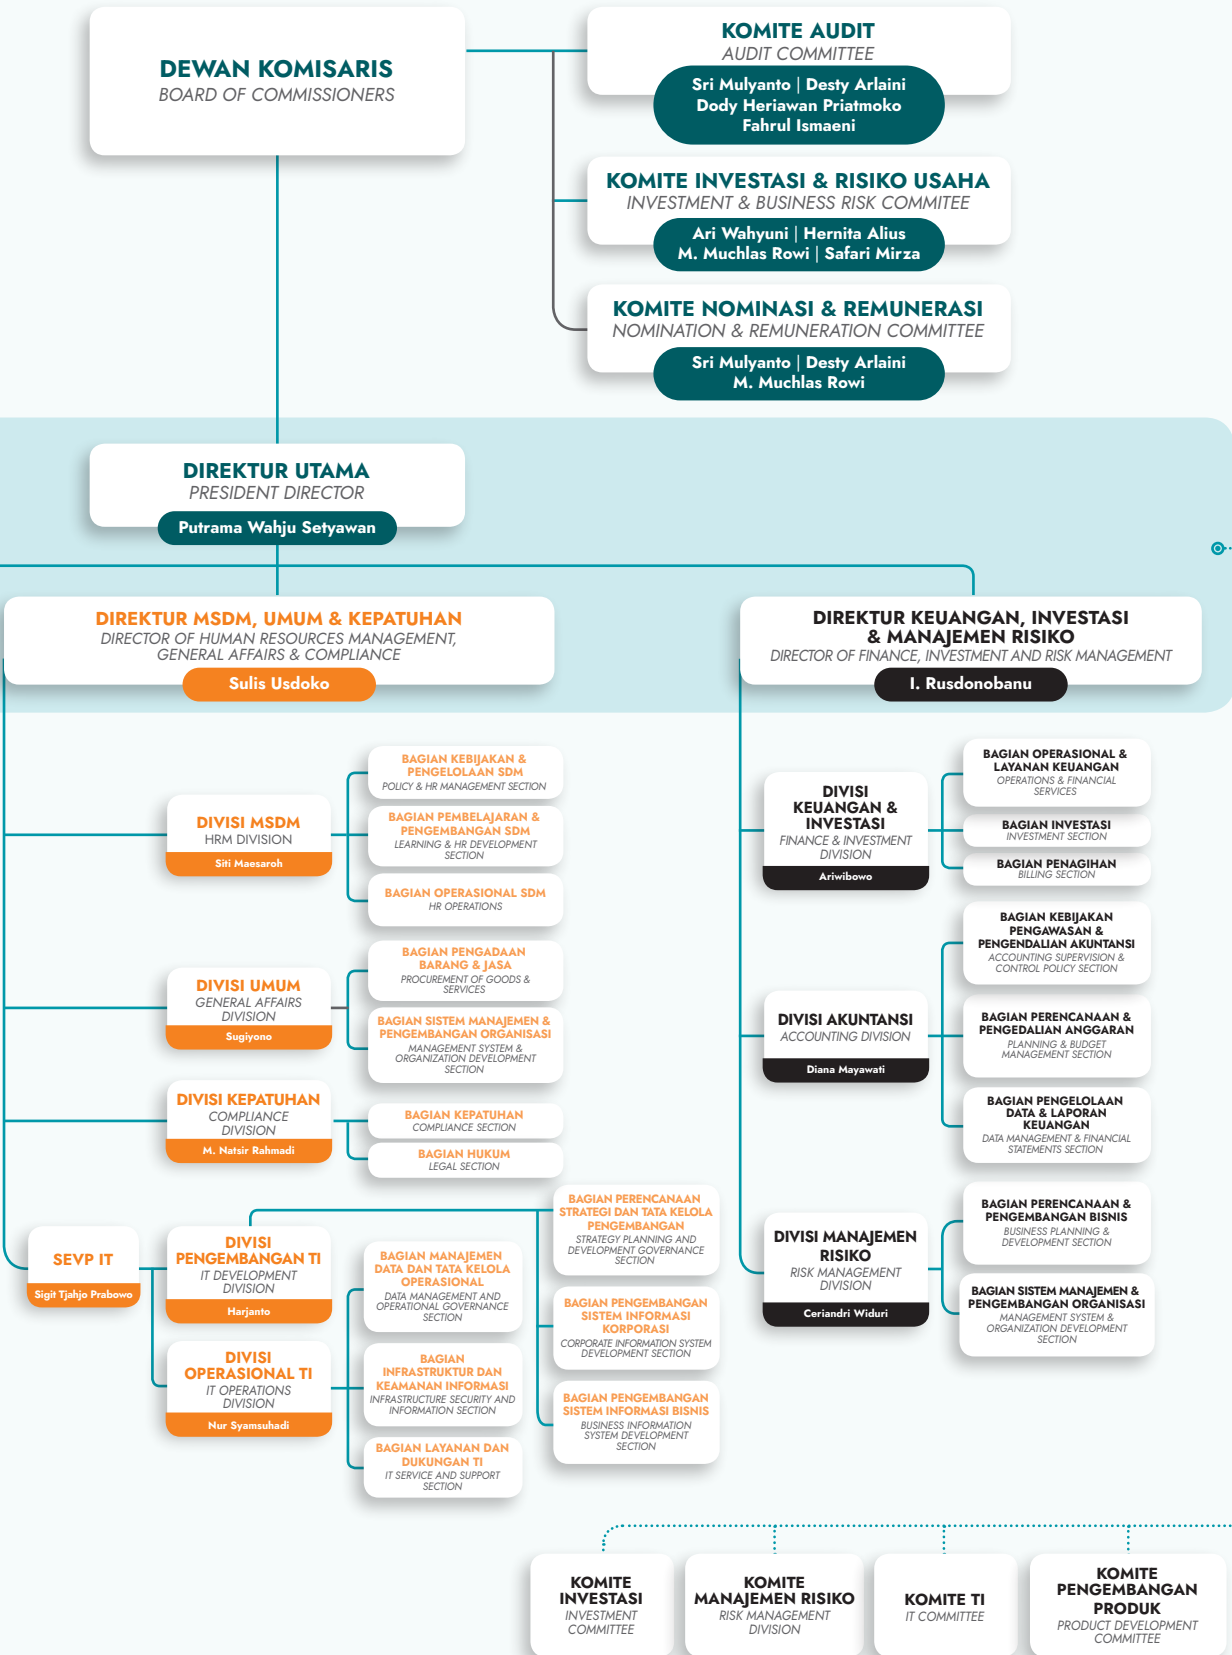 DEWAN KOMISARIS
BOARD OF COMMISSIONERS
KOMITE AUDIT
AUDIT COMMITTEE
Sri Mulyanto | Desty Arlaini
Dody Heriawan Priatmoko
Fahrul Ismaeni
KOMITE INVESTASI & RISIKO USAHA
INVESTMENT & BUSINESS RISK COMMITEE
Ari Wahyuni | Hernita Alius
M. Muchlas Rowi | Safari Mirza
KOMITE NOMINASI & REMUNERASI
NOMINATION & REMUNERATION COMMITTEE
Sri Mulyanto | Desty Arlaini
M. Muchlas Rowi
DIREKTUR UTAMA
PRESIDENT DIRECTOR
Putrama Wahju Setyawan
DIREKTUR MSDM, UMUM & KEPATUHAN
DIRECTOR OF HUMAN RESOURCES MANAGEMENT,
GENERAL AFFAIRS & COMPLIANCE
Sulis Usdoko
DIREKTUR KEUANGAN, INVESTASI
& MANAJEMEN RISIKO
DIRECTOR OF FINANCE, INVESTMENT AND RISK MANAGEMENT
I. Rusdonobanu
DIVISI MSDM
HRM DIVISION
Siti Maesaroh
BAGIAN KEBIJAKAN &
PENGELOLAAN SDM
POLICY & HR MANAGEMENT SECTION
BAGIAN PEMBELAJARAN &
PENGEMBANGAN SDM
LEARNING & HR DEVELOPMENT
SECTION
BAGIAN OPERASIONAL SDM
HR OPERATIONS
DIVISI UMUM
GENERAL AFFAIRS
DIVISION
Sugiyono
BAGIAN PENGADAAN
BARANG & JASA
PROCUREMENT OF GOODS &
SERVICES
BAGIAN SISTEM MANAJEMEN &
PENGEMBANGAN ORGANISASI
MANAGEMENT SYSTEM &
ORGANIZATION DEVELOPMENT
SECTION
DIVISI KEPATUHAN
COMPLIANCE
DIVISION
M. Natsir Rahmadi
BAGIAN KEPATUHAN
COMPLIANCE SECTION
BAGIAN HUKUM
LEGAL SECTION
SEVP IT
Sigit Tjahjo Prabowo
DIVISI
PENGEMBANGAN TI
IT DEVELOPMENT
DIVISION
Harjanto
DIVISI
OPERASIONAL TI
IT OPERATIONS
DIVISION
Nur Syamsuhadi
BAGIAN MANAJEMEN
DATA DAN TATA KELOLA
OPERASIONAL
DATA MANAGEMENT AND
OPERATIONAL GOVERNANCE
SECTION
BAGIAN
INFRASTRUKTUR DAN
KEAMANAN INFORMASI
INFRASTRUCTURE SECURITY AND
INFORMATION SECTION
BAGIAN LAYANAN DAN
DUKUNGAN TI
IT SERVICE AND SUPPORT
SECTION
BAGIAN PERENCANAAN
STRATEGI DAN TATA KELOLA
PENGEMBANGAN
STRATEGY PLANNING AND
DEVELOPMENT GOVERNANCE
SECTION
BAGIAN PENGEMBANGAN
SISTEM INFORMASI
KORPORASI
CORPORATE INFORMATION SYSTEM
DEVELOPMENT SECTION
BAGIAN PENGEMBANGAN
SISTEM INFORMASI BISNIS
BUSINESS INFORMATION
SYSTEM DEVELOPMENT
SECTION
DIVISI
KEUANGAN &
INVESTASI
FINANCE & INVESTMENT
DIVISION
Ariwibowo
BAGIAN OPERASIONAL &
LAYANAN KEUANGAN
OPERATIONS & FINANCIAL
SERVICES
BAGIAN INVESTASI
INVESTMENT SECTION
BAGIAN PENAGIHAN
BILLING SECTION
DIVISI AKUNTANSI
ACCOUNTING DIVISION
Diana Mayawati
BAGIAN KEBIJAKAN
PENGAWASAN &
PENGENDALIAN AKUNTANSI
ACCOUNTING SUPERVISION &
CONTROL POLICY SECTION
BAGIAN PERENCANAAN &
PENGEDALIAN ANGGARAN
PLANNING & BUDGET
MANAGEMENT SECTION
BAGIAN PENGELOLAAN
DATA & LAPORAN
KEUANGAN
DATA MANAGEMENT & FINANCIAL
STATEMENTS SECTION
DIVISI MANAJEMEN
RISIKO
RISK MANAGEMENT
DIVISION
Ceriandri Widuri
BAGIAN PERENCANAAN &
PENGEMBANGAN BISNIS
BUSINESS PLANNING &
DEVELOPMENT SECTION
BAGIAN SISTEM MANAJEMEN &
PENGEMBANGAN ORGANISASI
MANAGEMENT SYSTEM &
ORGANIZATION DEVELOPMENT
SECTION
KOMITE
INVESTASI
INVESTMENT
COMMITTEE
KOMITE
MANAJEMEN RISIKO
RISK MANAGEMENT
DIVISION
KOMITE TI
IT COMMITTEE
KOMITE
PENGEMBANGAN
PRODUK
PRODUCT DEVELOPMENT
COMMITTEE